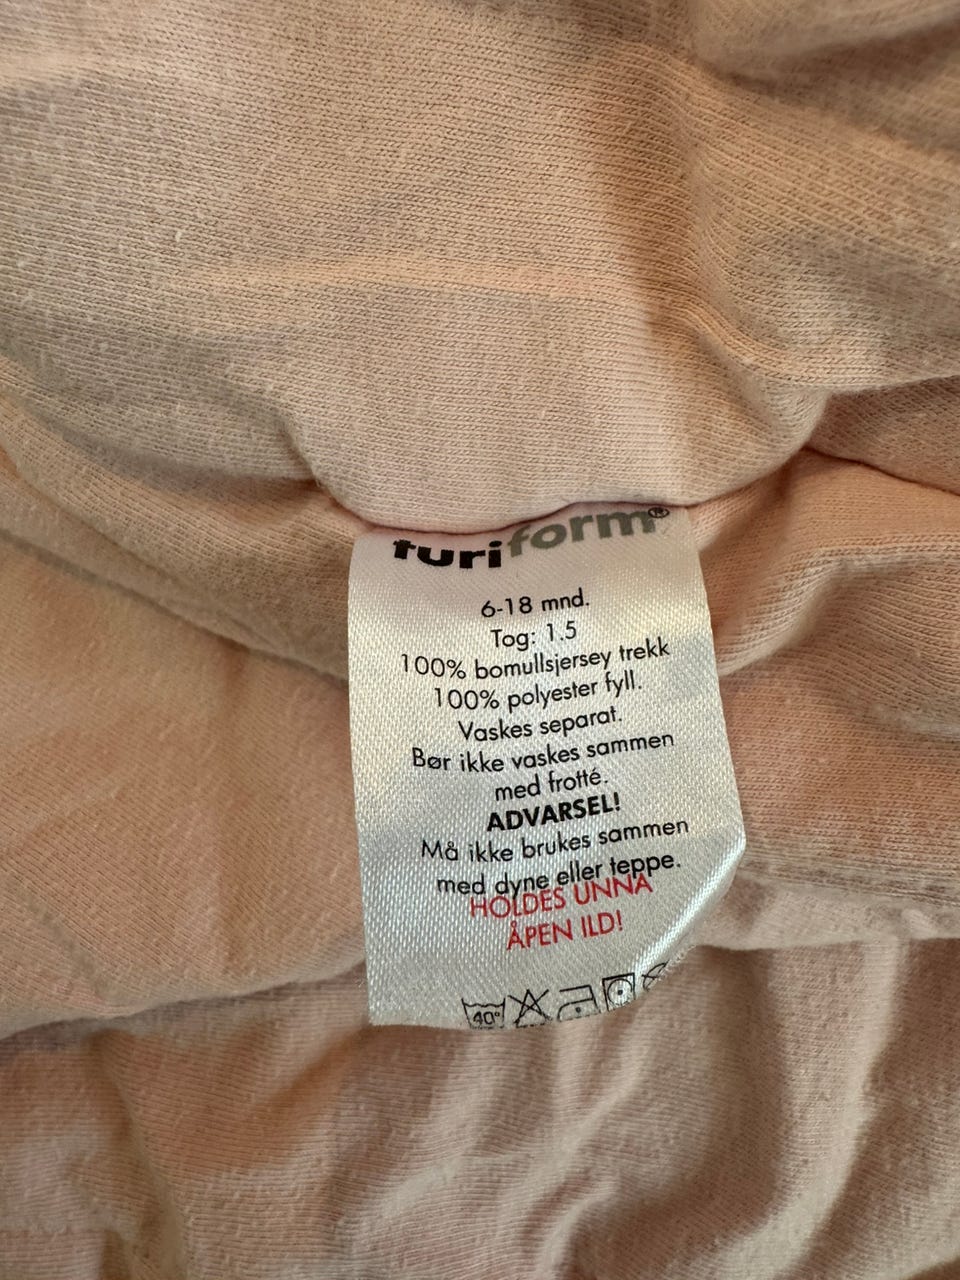 turiform®
6-18 mnd.
Tog: 1.5
100% bomullsjersey trekk
100% polyester fyll.
Vaskes separat.
Bør ikke vaskes sammen
med frotté.
ADVARSEL!
Må ikke brukes sammen
med dyne eller teppe.
HOLDES UNNA
ÅPEN ILD!
40°